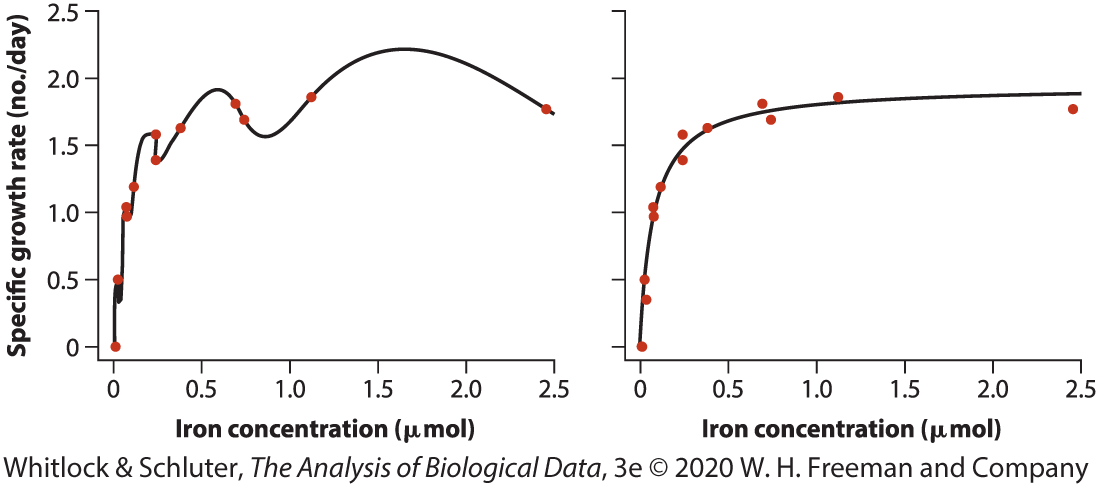 Specific growth rate (no./day)
2.5
2.0
1.5
1.0
0.5
0
0 0.5 1.0 1.5 2.0 2.5
Iron concentration (μmol)
0 0.5 1.0 1.5 2.0 2.5
Iron concentration (μmol)
Whitlock & Schluter, The Analysis of Biological Data, 3e © 2020 W. H. Freeman and Company